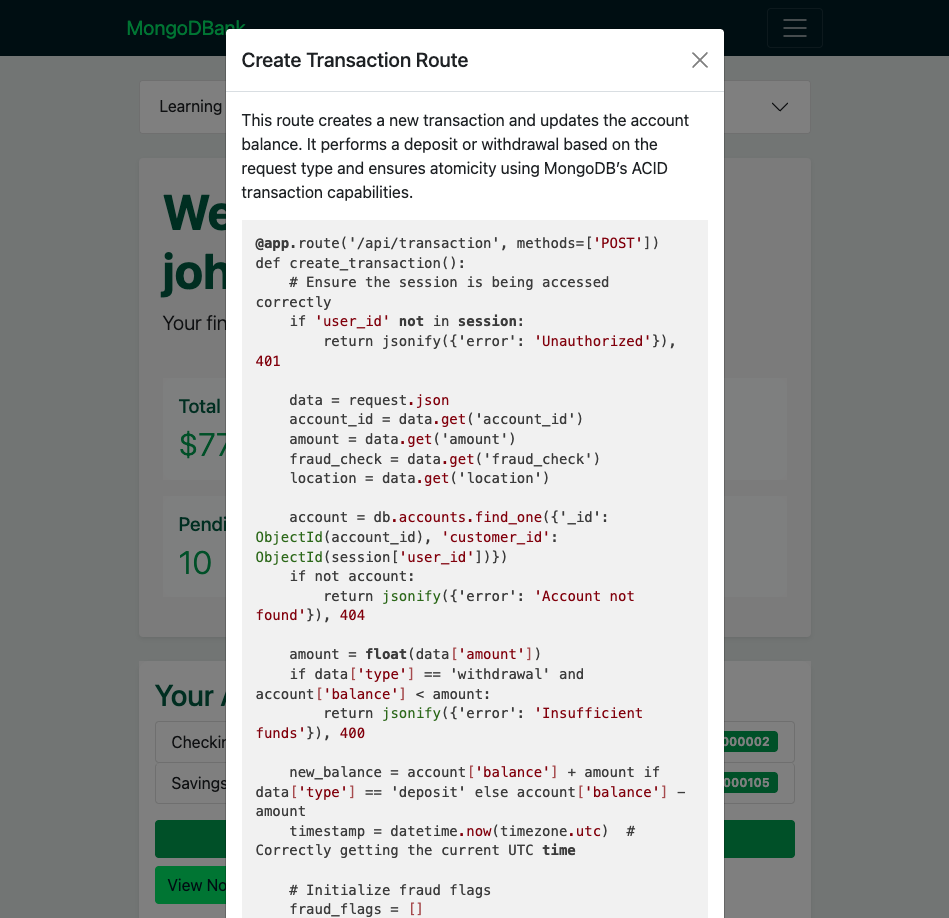 MongoDBank
Create Transaction Route
Learning
This route creates a new transaction and updates the account
balance. It performs a deposit or withdrawal based on the
request type and ensures atomicity using MongoDB’s ACID
transaction capabilities.
@app.route('/api/transaction', methods=['POST'])
def create_transaction():
    # Ensure the session is being accessed
correctly
    if 'user_id' not in session:
        return jsonify({'error': 'Unauthorized'}),
401
    data = request.json
    account_id = data.get('account_id')
    amount = data.get('amount')
    fraud_check = data.get('fraud_check')
    location = data.get('location')
    account = db.accounts.find_one({'_id':
ObjectId(account_id), 'customer_id':
ObjectId(session['user_id'])})
    if not account:
        return jsonify({'error': 'Account not
found'}), 404
    amount = float(data['amount'])
    if data['type'] == 'withdrawal' and
account['balance'] < amount:
        return jsonify({'error': 'Insufficient
funds'}), 400
    new_balance = account['balance'] + amount if
data['type'] == 'deposit' else account['balance'] -
amount
    timestamp = datetime.now(timezone.utc)  #
Correctly getting the current UTC time
    # Initialize fraud flags
    fraud_flags = []
We
joh
Your fin
Total
$77
Pendi
10
Your A
Checkin
000002
Savings
000105
View No